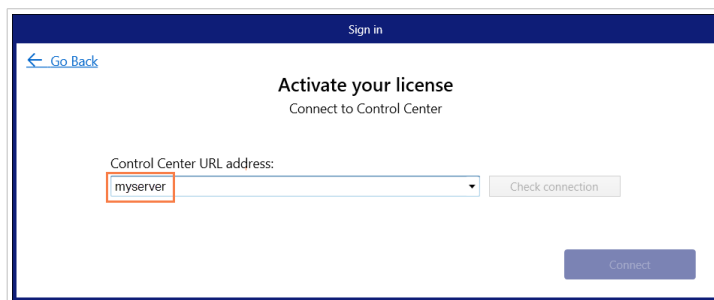 Sign in
← Go Back
Activate your license
Connect to Control Center
Control Center URL address:
myserver
Check connection
Connect